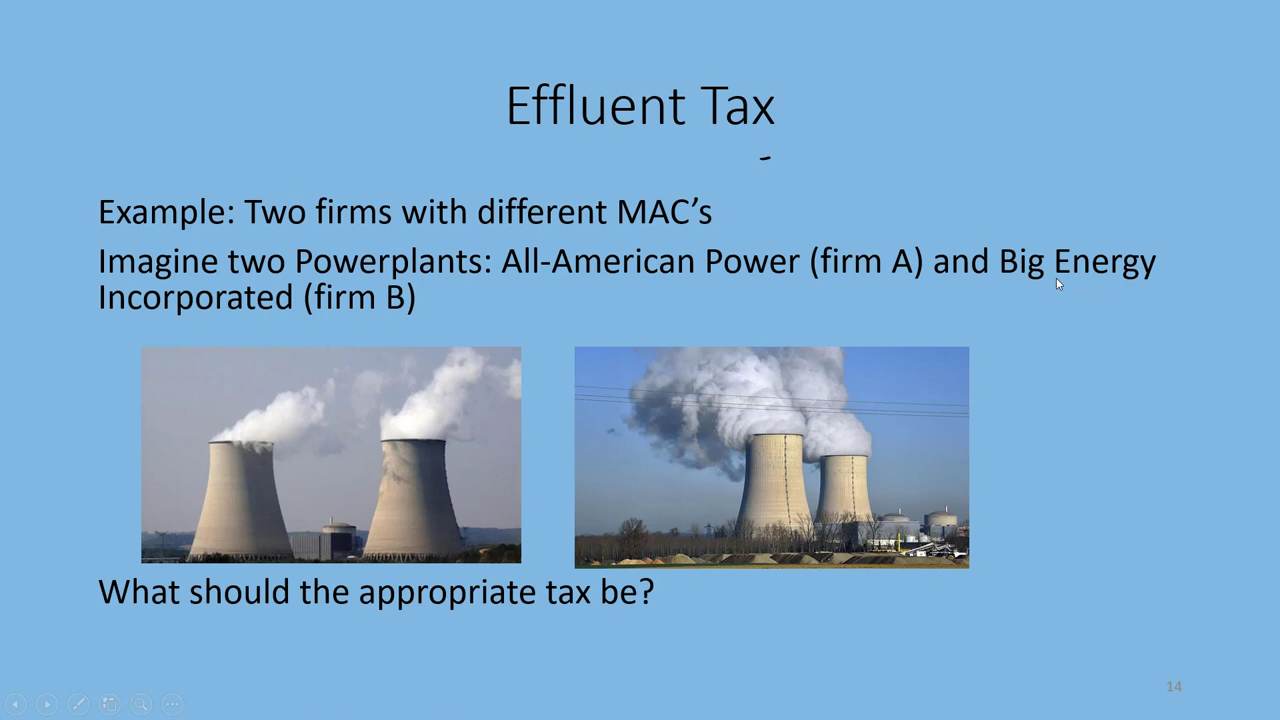 Effluent Tax
Example: Two firms with different MAC’s
Imagine two Powerplants: All-American Power (firm A) and Big Energy
Incorporated (firm B)
What should the appropriate tax be?
14